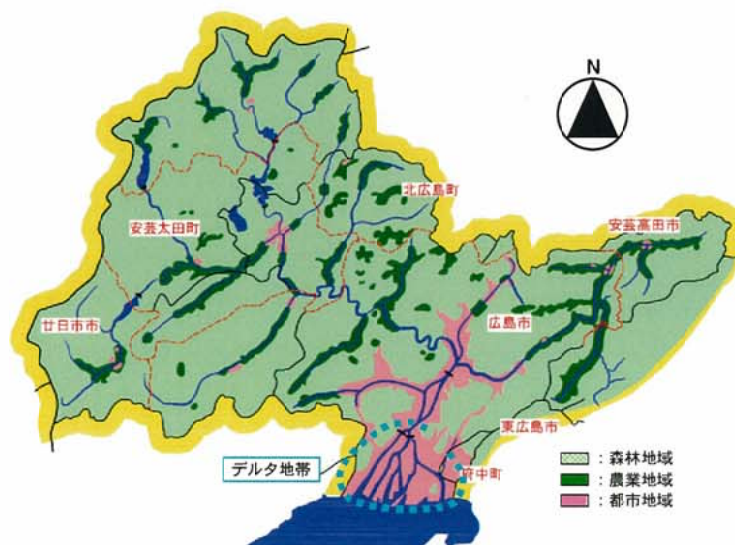 N
北広島町
安芸太田町
安芸高田市
廿日市市
広島市
東広島市
デルタ地帯
府中町
：森林地域
：農業地域
：都市地域